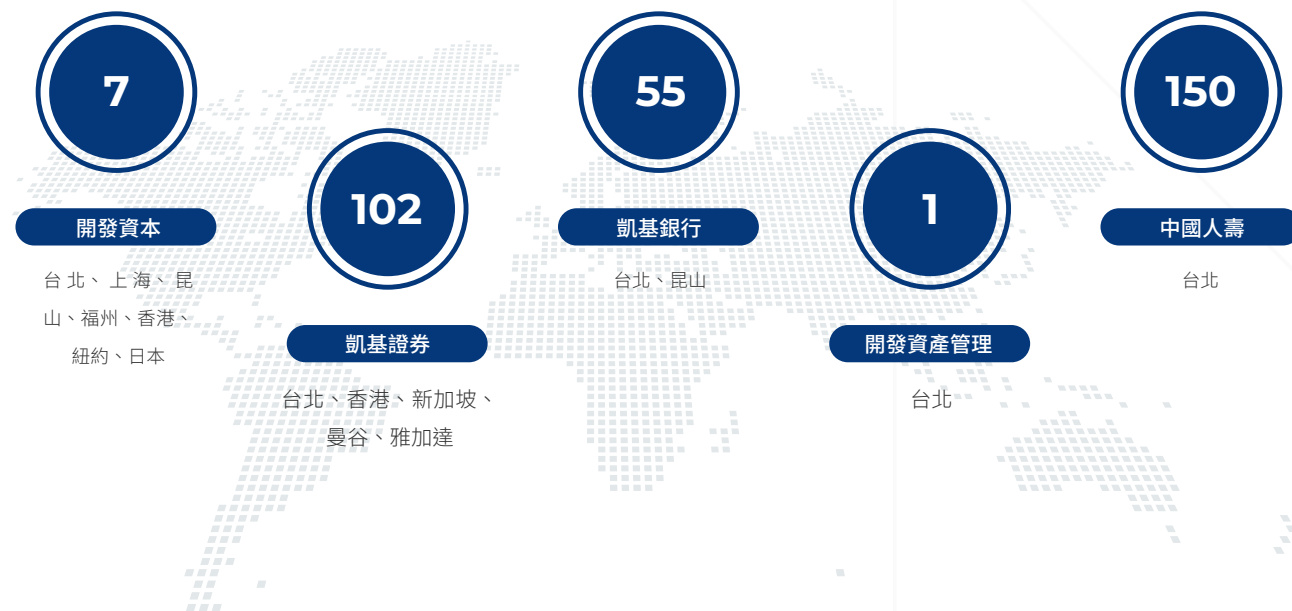 7
開發資本
台北、上海、昆
山、福州、香港、
紐約、日本
102
凱基證券
台北、香港、新加坡、
曼谷、雅加達
55
凱基銀行
台北、昆山
1
開發資產管理
台北
150
中國人壽
台北